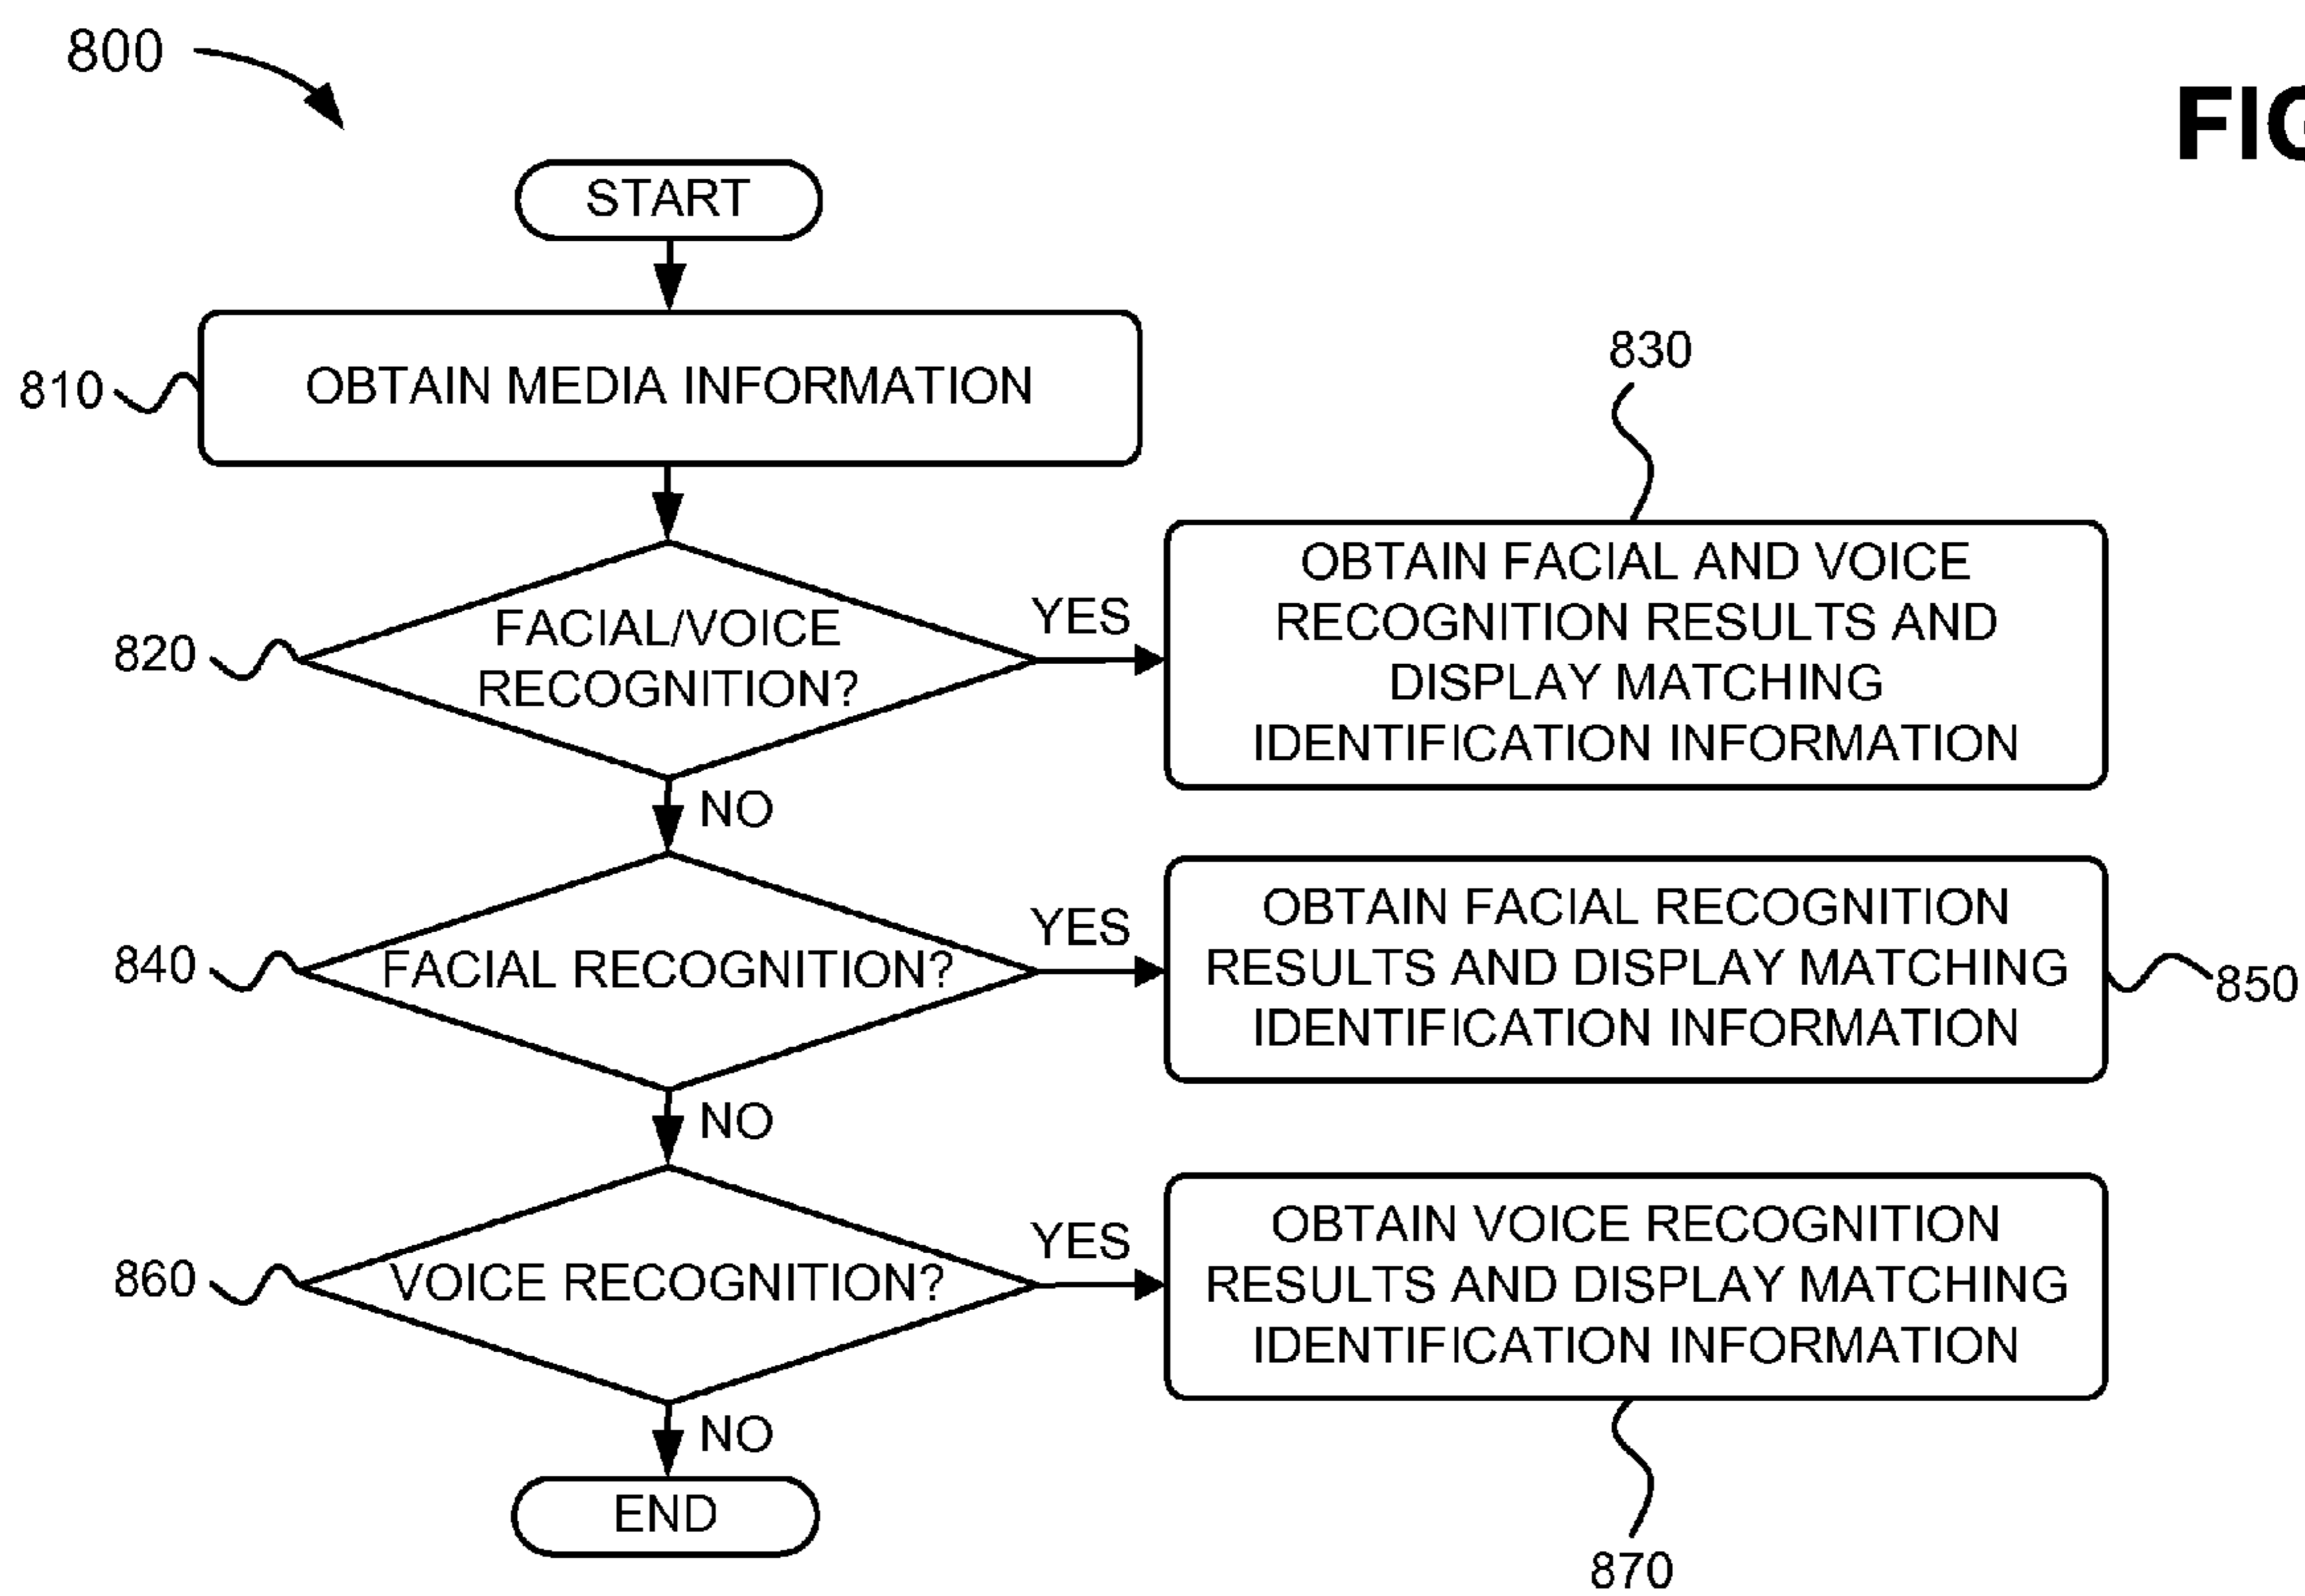 800
FIG
START
810
OBTAIN MEDIA INFORMATION
830
820
FACIAL/VOICE
RECOGNITION?
YES
OBTAIN FACIAL AND VOICE
RECOGNITION RESULTS AND
DISPLAY MATCHING
IDENTIFICATION INFORMATION
NO
840
FACIAL RECOGNITION?
YES
OBTAIN FACIAL RECOGNITION
RESULTS AND DISPLAY MATCHING
IDENTIFICATION INFORMATION
850
NO
860
VOICE RECOGNITION?
YES
OBTAIN VOICE RECOGNITION
RESULTS AND DISPLAY MATCHING
IDENTIFICATION INFORMATION
NO
END
870